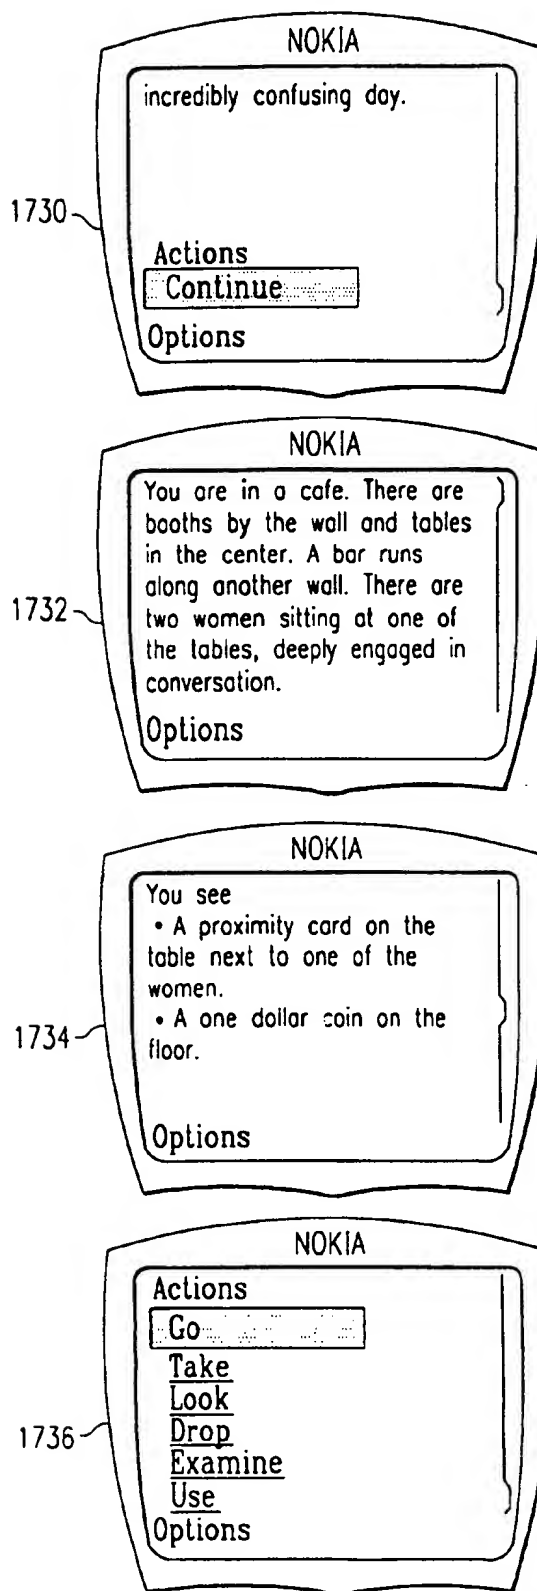 NOKIA
incredibly confusing day.
1730
Actions
Continue
Options
NOKIA
You are in a cafe. There are
booths by the wall and tables
in the center. A bar runs
along another wall. There are
1732
two women sitting at one of
the tables, deeply engaged in
conversation.
Options
NOKIA
You see
• A proximity card on the
table next to one of the
women.
• A one dollar coin on the
1734
floor.
Options
NOKIA
Actions
Go
Take
Look
Drop
1736
Examine
Use
Options